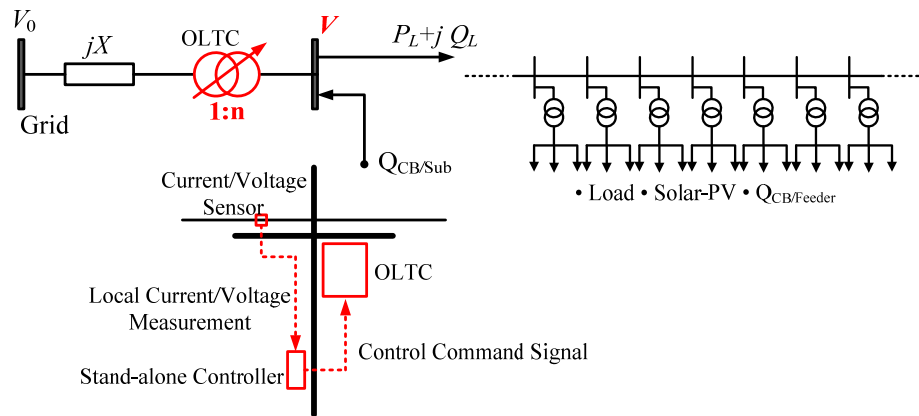 V0
jX
OLTC
1:n
V
PL+j QL
Grid
QCB/Sub
• Load • Solar-PV • QCB/Feeder
Current/Voltage
Sensor
OLTC
Local Current/Voltage
Measurement
Control Command Signal
Stand-alone Controller